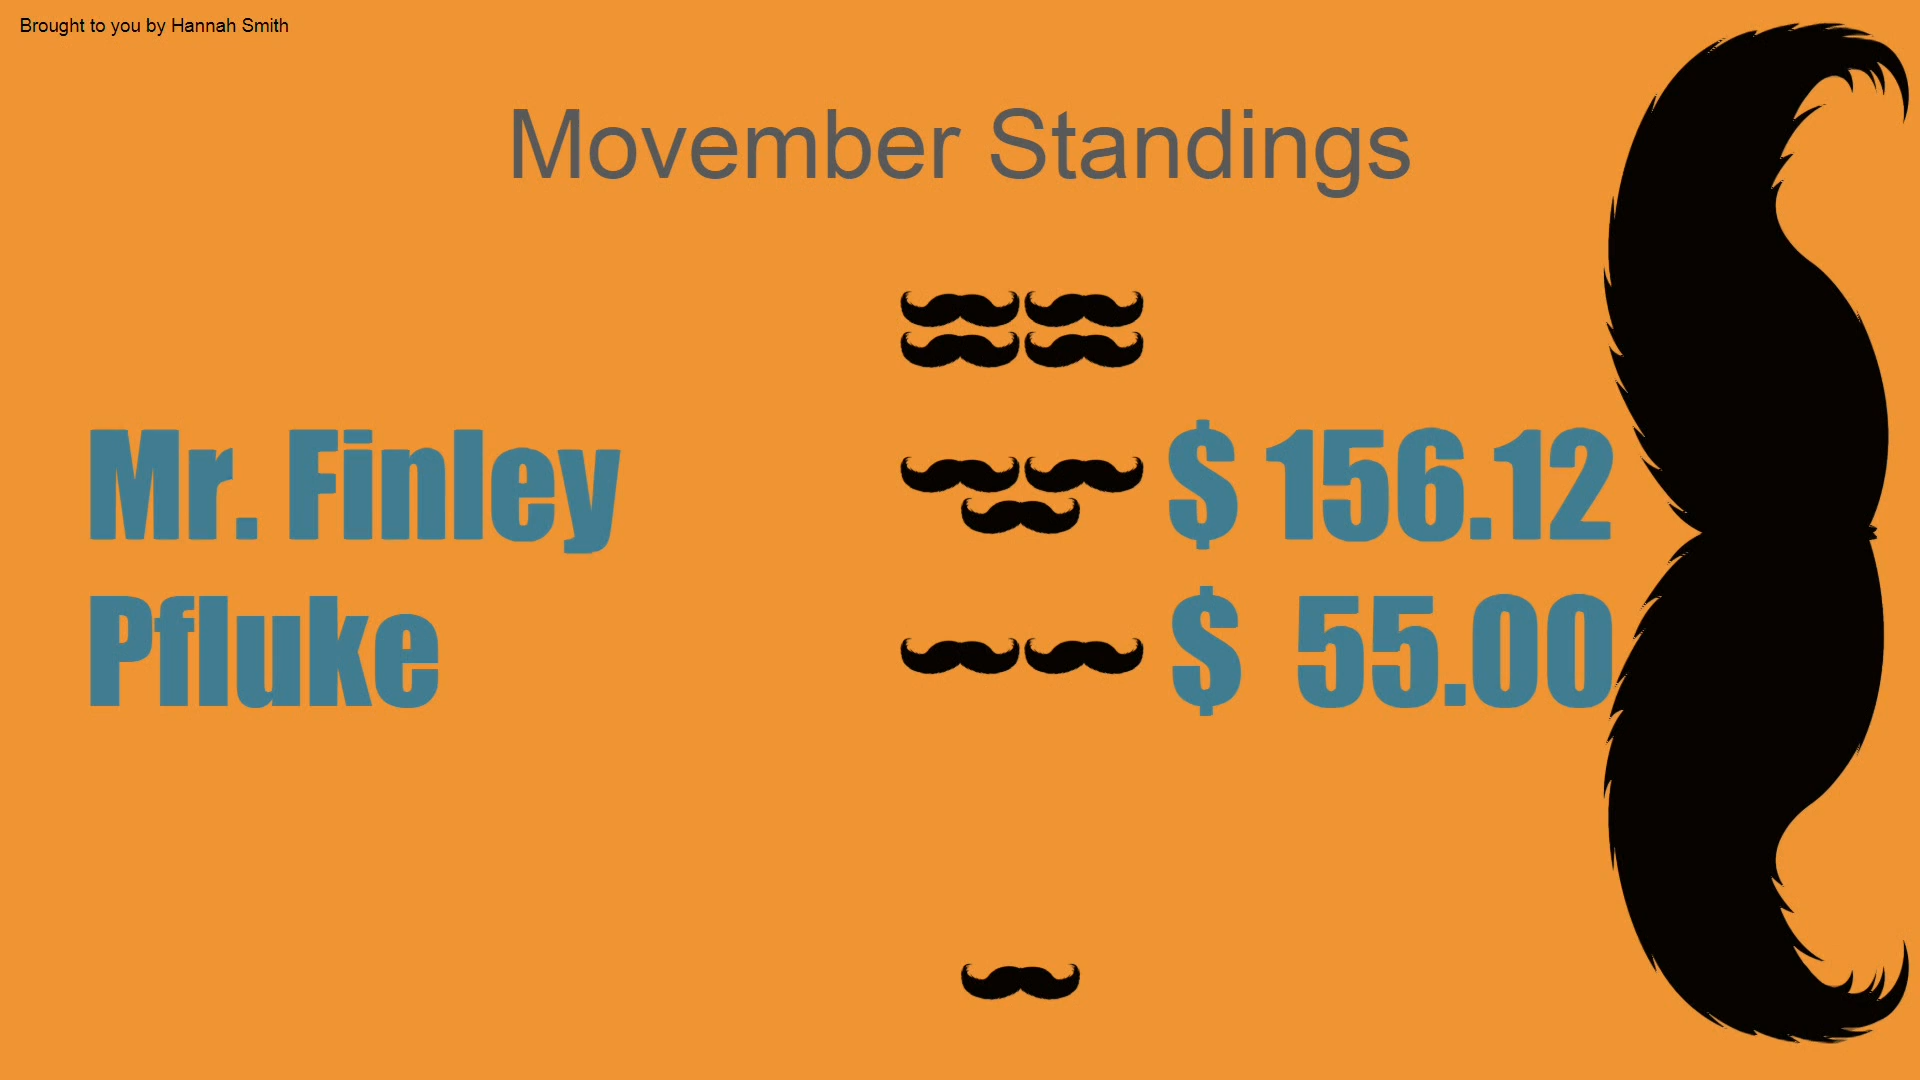 Brought to you by Hannah Smith
Movember Standings
Mr. Finley $ 156.12
Pfluke $ 55.00